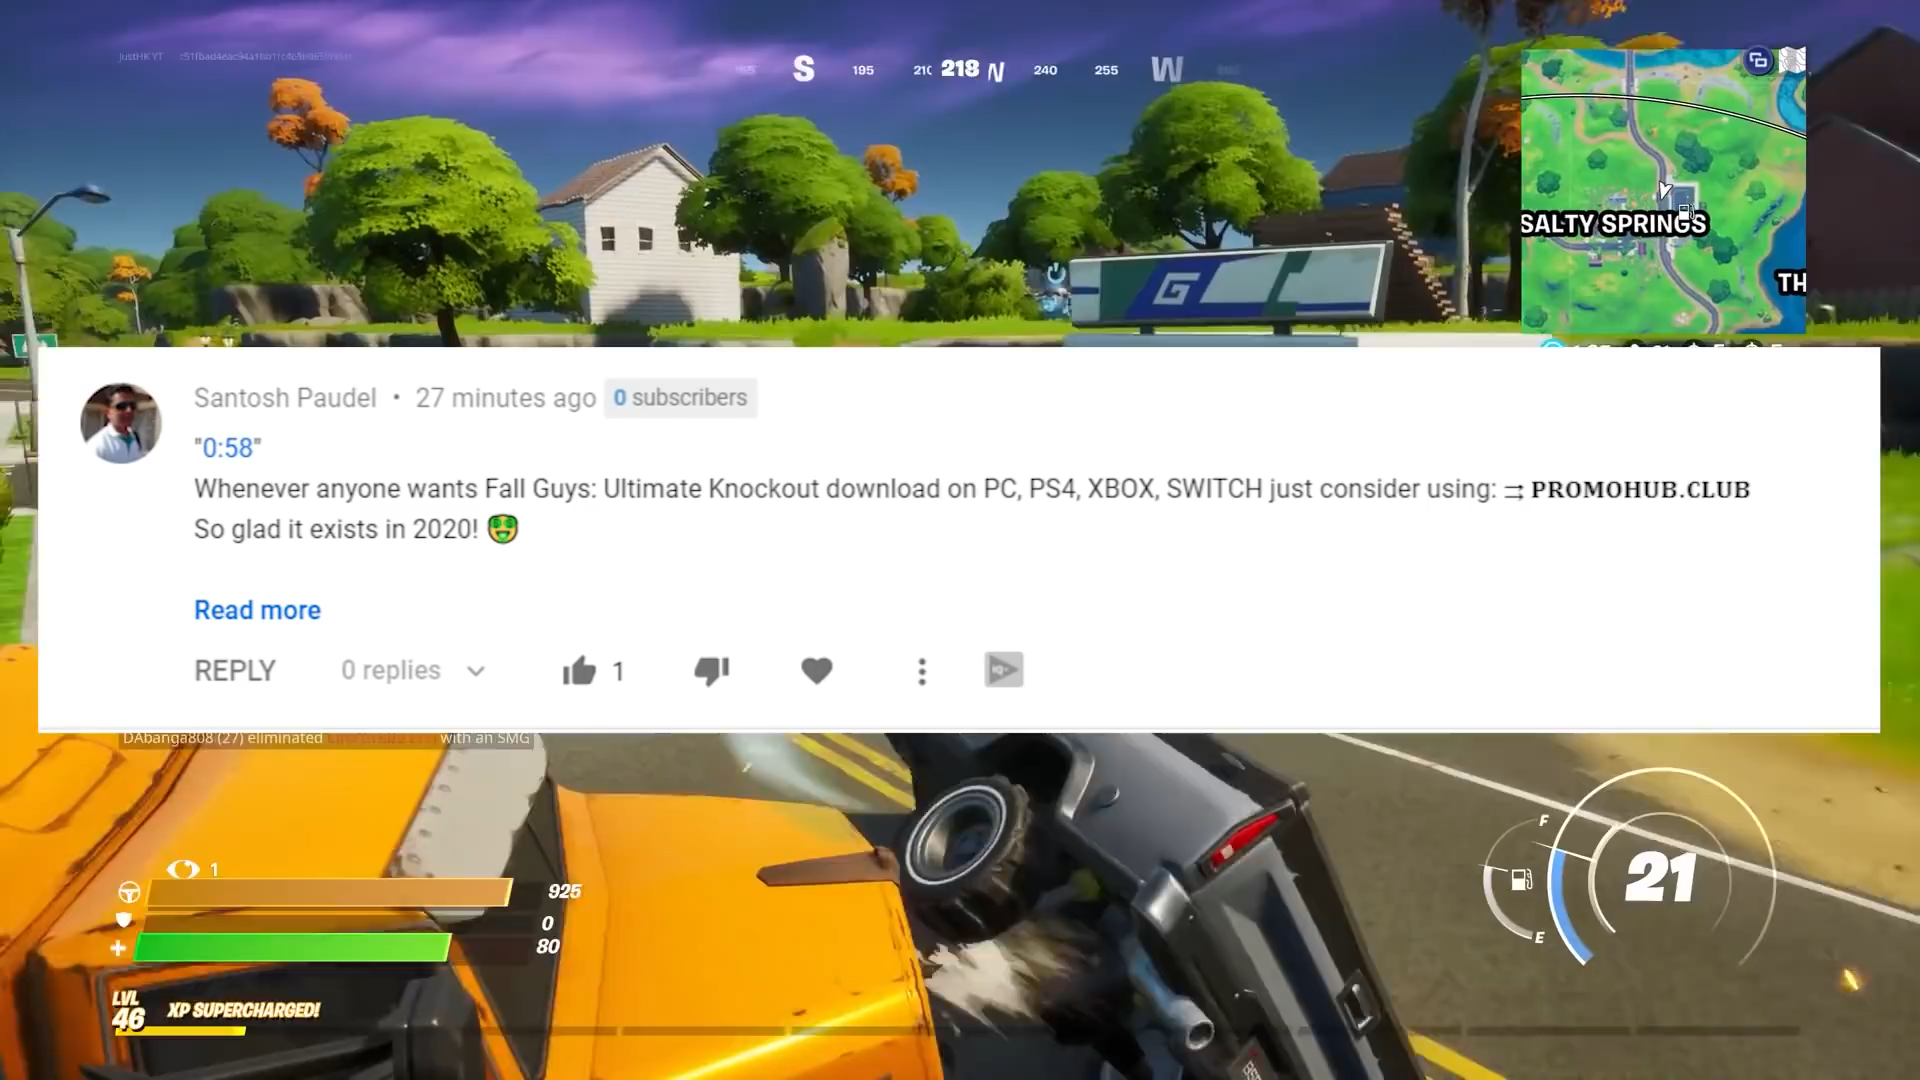 JustHK YT
S 195 210 218 N 240 255 W
G
SALTY SPRINGS
TH
Santosh Paudel • 27 minutes ago 0 subscribers
"0:58"
Whenever anyone wants Fall Guys: Ultimate Knockout download on PC, PS4, XBOX, SWITCH just consider using: ⇉ PROMOHUB.CLUB
So glad it exists in 2020! 🤑
Read more
REPLY 0 replies 1
DAbanga808 (27) eliminated with an SMG
1
925
0
80
LVL
46 XP SUPERCHARGED!
F
21
E